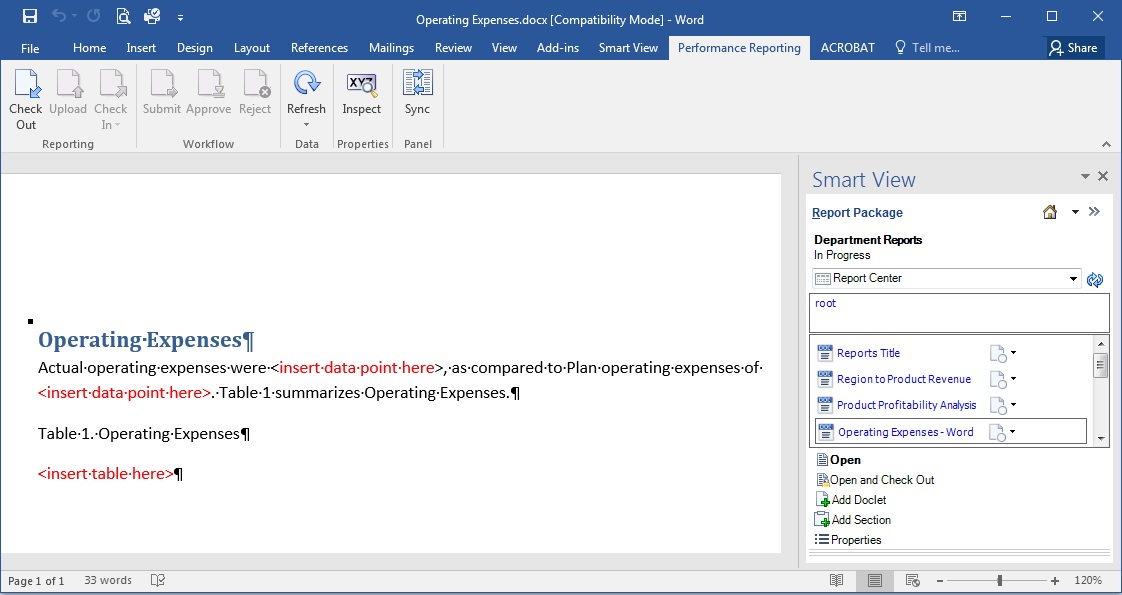 Operating Expenses.docx [Compatibility Mode] - Word
File Home Insert Design Layout References Mailings Review View Add-ins Smart View Performance Reporting ACROBAT Tell me... Share
Check Out Upload Check In Submit Approve Reject Refresh XYZ Inspect Sync
Reporting Workflow Data Properties Panel
Smart View
Report Package
Department Reports
In Progress
Report Center
root
DOC Reports Title
DOC Region to Product Revenue
DOC Product Profitability Analysis
DOC Operating Expenses - Word
Open
Open and Check Out
Add Doclet
Add Section
Properties
Operating·Expenses¶
Actual·operating·expenses·were·<insert·data·point·here>,·as·compared·to·Plan·operating·expenses·of·
<insert·data·point·here>.·Table·1·summarizes·Operating·Expenses.¶
Table·1.·Operating·Expenses¶
<insert·table·here>¶
Page 1 of 1 33 words 120%